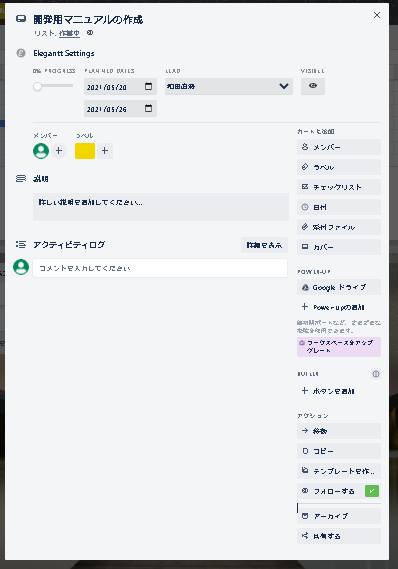 開発用マニュアルの作成
リスト: 作業中
Elegantt Settings
0% PROGRESS
PLANNED DATES
LEAD
VISIBLE
2021/05/20
和田直将
2021/05/26
メンバー
ラベル
説明
詳しい説明を追加してください...
アクティビティログ
詳細を表示
コメントを入力してください
カードに追加
メンバー
ラベル
チェックリスト
日付
添付ファイル
カバー
POWER-UP
Google ドライブ
Power-Upの追加
ワークスペースをアップ
グレード
ボタンを追加
アクション
移動
コピー
テンプレートを作...
フォローする
アーカイブ
共有する